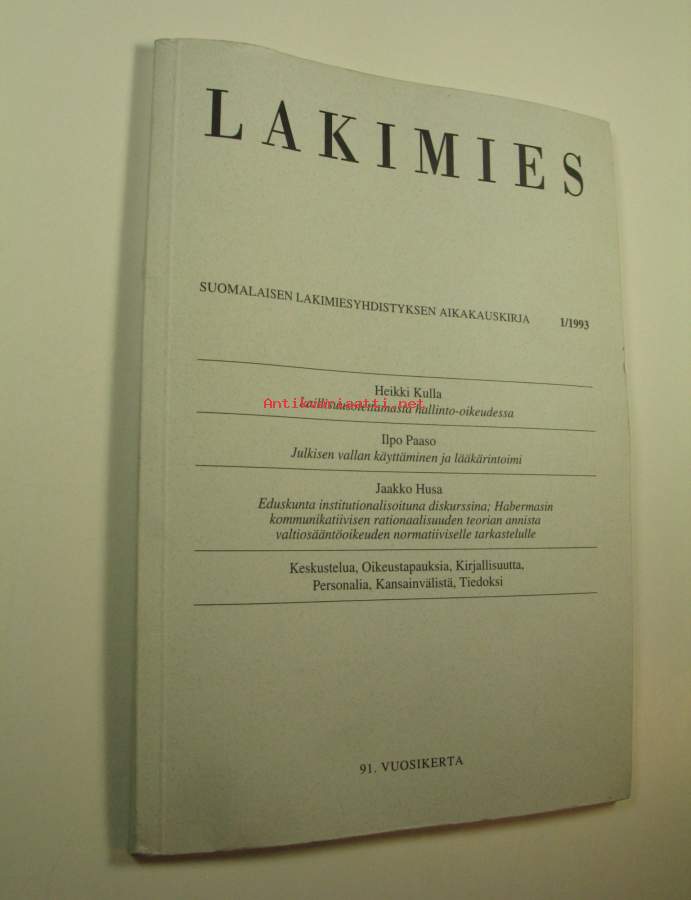 LAKIMIES
SUOMALAISEN LAKIMIESYHDISTYKSEN AIKAKAUSKIRJA 1/1993
Heikki Kulla
Laillisuusolettamasta hallinto-oikeudessa
Antikvariaatti.net
Ilpo Paaso
Julkisen vallan käyttäminen ja lääkärintoimi
Jaakko Husa
Eduskunta institutionalisoituna diskurssina; Habermasin
kommunikatiivisen rationaalisuuden teorian annista
valtiosääntöoikeuden normatiiviselle tarkastelulle
Keskustelua, Oikeustapauksia, Kirjallisuutta,
Personalia, Kansainvälistä, Tiedoksi
91. VUOSIKERTA